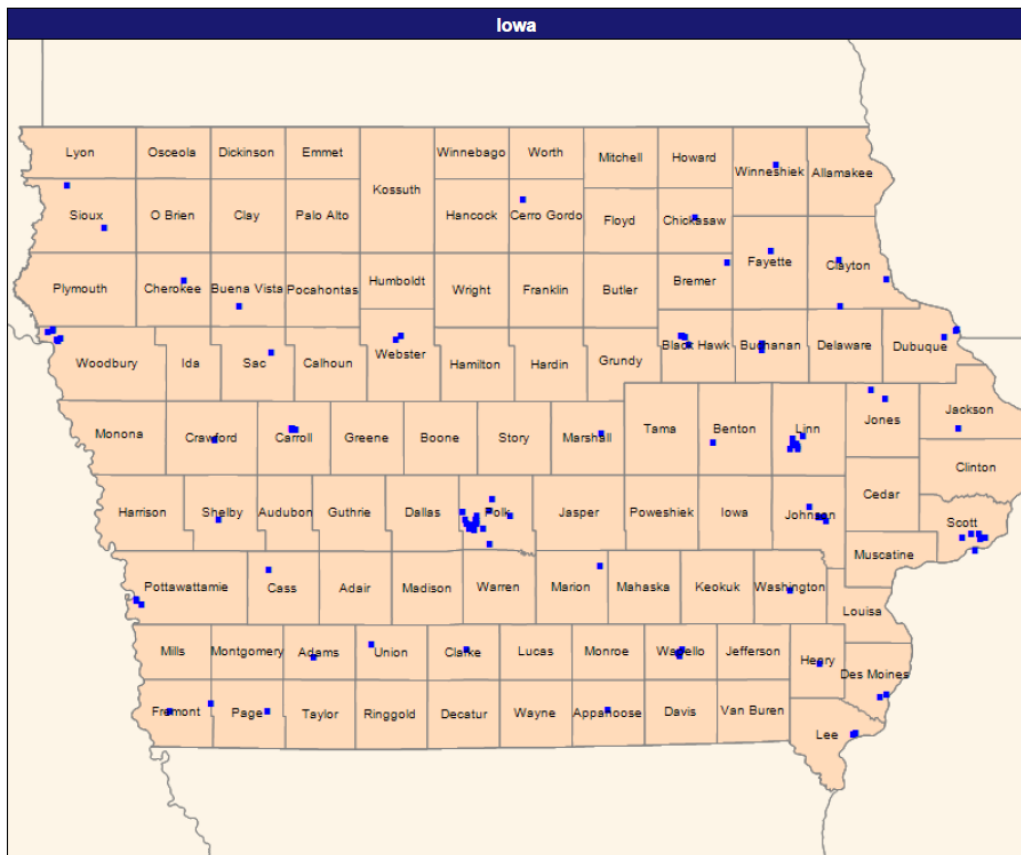 Iowa
Lyon
Osceola
Dickinson
Emmet
Winnebago
Worth
Mitchell
Howard
Winneshiek
Allamakee
Kossuth
Sioux
O Brien
Clay
Palo Alto
Hancock
Cerro Gordo
Floyd
Chickasaw
Fayette
Clayton
Plymouth
Cherokee
Buena Vista
Pocahontas
Humboldt
Wright
Franklin
Butler
Bremer
Woodbury
Ida
Sac
Calhoun
Webster
Hamilton
Hardin
Grundy
Black Hawk
Buchanan
Delaware
Dubuque
Monona
Crawford
Carroll
Greene
Boone
Story
Marshall
Tama
Benton
Linn
Jones
Jackson
Clinton
Harrison
Shelby
Audubon
Guthrie
Dallas
Polk
Jasper
Poweshiek
Iowa
Johnson
Cedar
Scott
Muscatine
Pottawattamie
Cass
Adair
Madison
Warren
Marion
Mahaska
Keokuk
Washington
Louisa
Mills
Montgomery
Adams
Union
Clarke
Lucas
Monroe
Wapello
Jefferson
Henry
Des Moines
Fremont
Page
Taylor
Ringgold
Decatur
Wayne
Appanoose
Davis
Van Buren
Lee